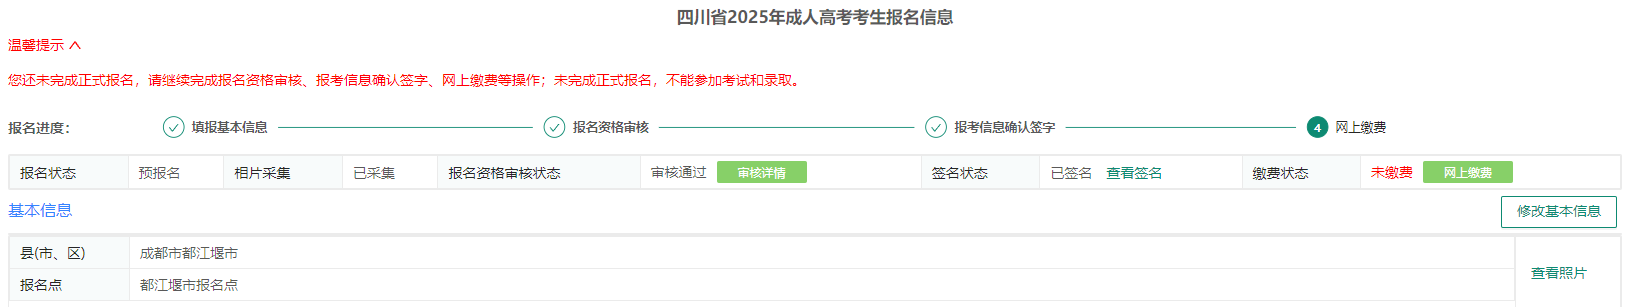 四川省2025年成人高考考生报名信息
温馨提示
您还未完成正式报名，请继续完成报名资格审核、报考信息确认签字、网上缴费等操作；未完成正式报名，不能参加考试和录取。
报名进度： 填报基本信息 报名资格审核 报考信息确认签字 4 网上缴费
报名状态 预报名 相片采集 已采集 报名资格审核状态 审核通过 审核详情 签名状态 已签名 查看签名 缴费状态 未缴费 网上缴费
基本信息 修改基本信息
县(市、区) 成都市都江堰市
查看照片
报名点 都江堰市报名点